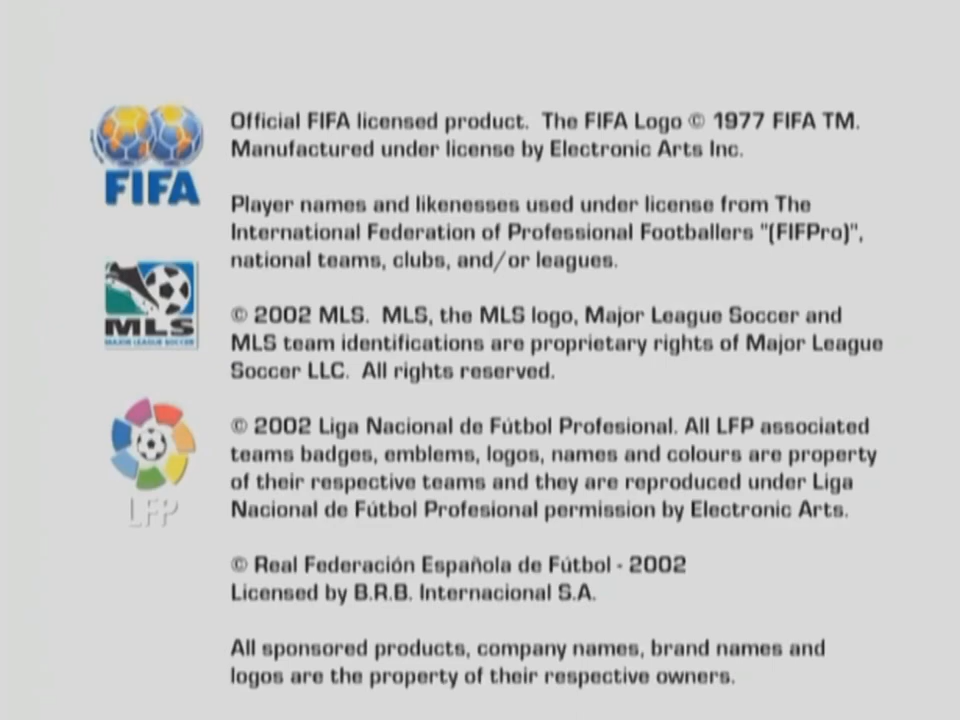 FIFA
Official FIFA licensed product. The FIFA Logo © 1977 FIFA TM.
Manufactured under license by Electronic Arts Inc.
Player names and likenesses used under license from The
International Federation of Professional Footballers "(FIFPro)",
national teams, clubs, and/or leagues.
MLS
MAJOR LEAGUE SOCCER
© 2002 MLS. MLS, the MLS logo, Major League Soccer and
MLS team identifications are proprietary rights of Major League
Soccer LLC. All rights reserved.
LFP
© 2002 Liga Nacional de Fútbol Profesional. All LFP associated
teams badges, emblems, logos, names and colours are property
of their respective teams and they are reproduced under Liga
Nacional de Fútbol Profesional permission by Electronic Arts.
© Real Federación Española de Fútbol - 2002
Licensed by B.R.B. Internacional S.A.
All sponsored products, company names, brand names and
logos are the property of their respective owners.